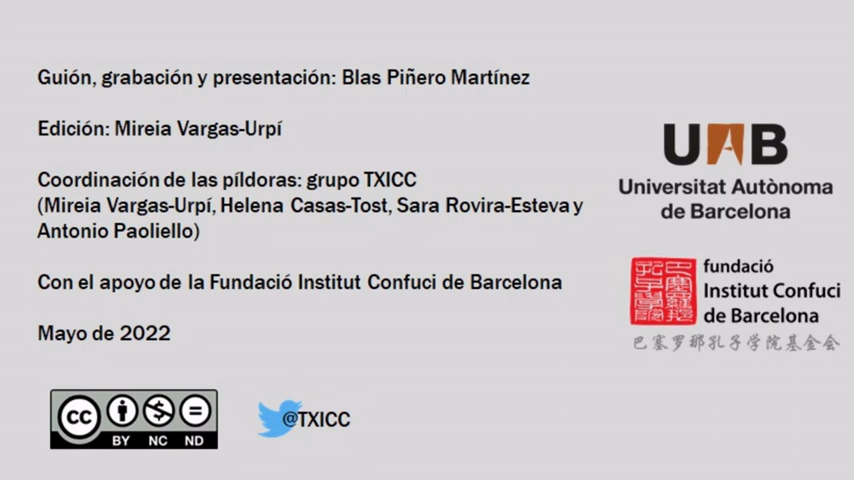 Guión, grabación y presentación: Blas Piñero Martínez
Edición: Mireia Vargas-Urpí
Coordinación de las píldoras: grupo TXICC
(Mireia Vargas-Urpí, Helena Casas-Tost, Sara Rovira-Esteva y
Antonio Paoliello)
Con el apoyo de la Fundació Institut Confuci de Barcelona
Mayo de 2022
cc
BY NC ND
@TXICC
UAB
Universitat Autònoma
de Barcelona
fundació
Institut Confuci
de Barcelona
巴塞罗那孔子学院基金会